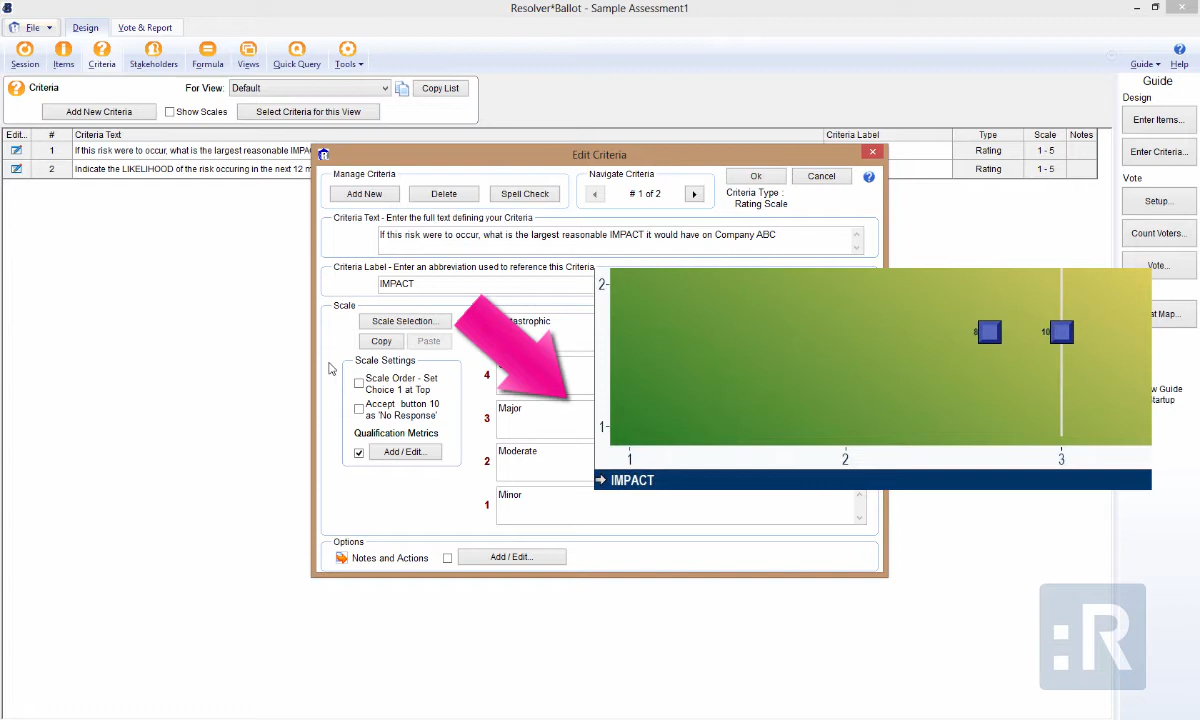 Resolver*Ballot - Sample Assessment1
File
Design
Vote & Report
Session
Items
Criteria
Stakeholders
Formula
Views
Quick Query
Tools
Guide
Help
Criteria
For View:
Default
Copy List
Add New Criteria
Show Scales
Select Criteria for this View
Guide
Design
Enter Items...
Enter Criteria...
Vote
Setup...
Count Voters...
Vote...
Edit...
#
Criteria Text
Criteria Label
Type
Scale
Notes
1
If this risk were to occur, what is the largest reasonable
Rating
1 - 5
2
Indicate the LIKELIHOOD of the risk occuring in the next 12
Rating
1 - 5
Edit Criteria
Manage Criteria
Add New
Delete
Spell Check
Navigate Criteria
# 1 of 2
Ok
Cancel
Criteria Type :
Rating Scale
Criteria Text - Enter the full text defining your Criteria
If this risk were to occur, what is the largest reasonable IMPACT it would have on Company ABC
Criteria Label - Enter an abbreviation used to reference this Criteria
IMPACT
Scale
Scale Selection...
Copy
Paste
Scale Settings
Scale Order - Set
Choice 1 at Top
Accept button 10
as 'No Response'
Qualification Metrics
Add / Edit...
4
3
Major
2
Moderate
1
Minor
Options
Notes and Actions
Add / Edit...
2
1
8
10
1
2
3
IMPACT
Map...
Guide
:R